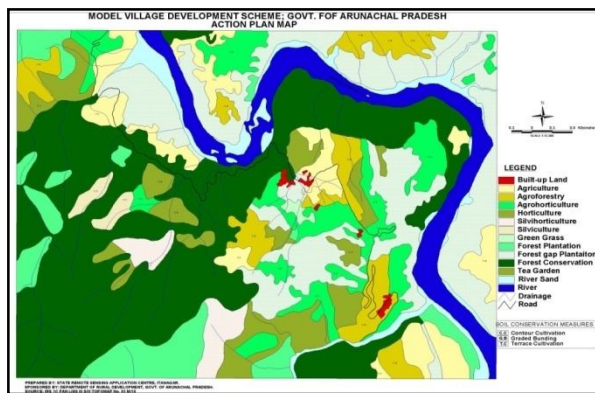 MODEL VILLAGE DEVELOPMENT SCHEME; GOVT. FOF ARUNACHAL PRADESH
ACTION PLAN MAP
N
LEGEND
Built-up Land
Agriculture
Agroforestry
Agrohorticulture
Horticulture
Silvihorticulture
Silviculture
Green Grass
Forest Plantation
Forest gap Plantaiton
Forest Conservation
Tea Garden
River Sand
River
Drainage
Road
SOIL CONSERVATION MEASURES
Contour Cultivation
Graded Bunding
Terrace Cultivation
PREPARED BY: STATE REMOTE SENSING APPLICATION CENTRE, ITANAGAR.
SPONSORED BY: DEPARTMENT OF RURAL DEVELOPMENT, GOVT. OF ARUNACHAL PRADESH.